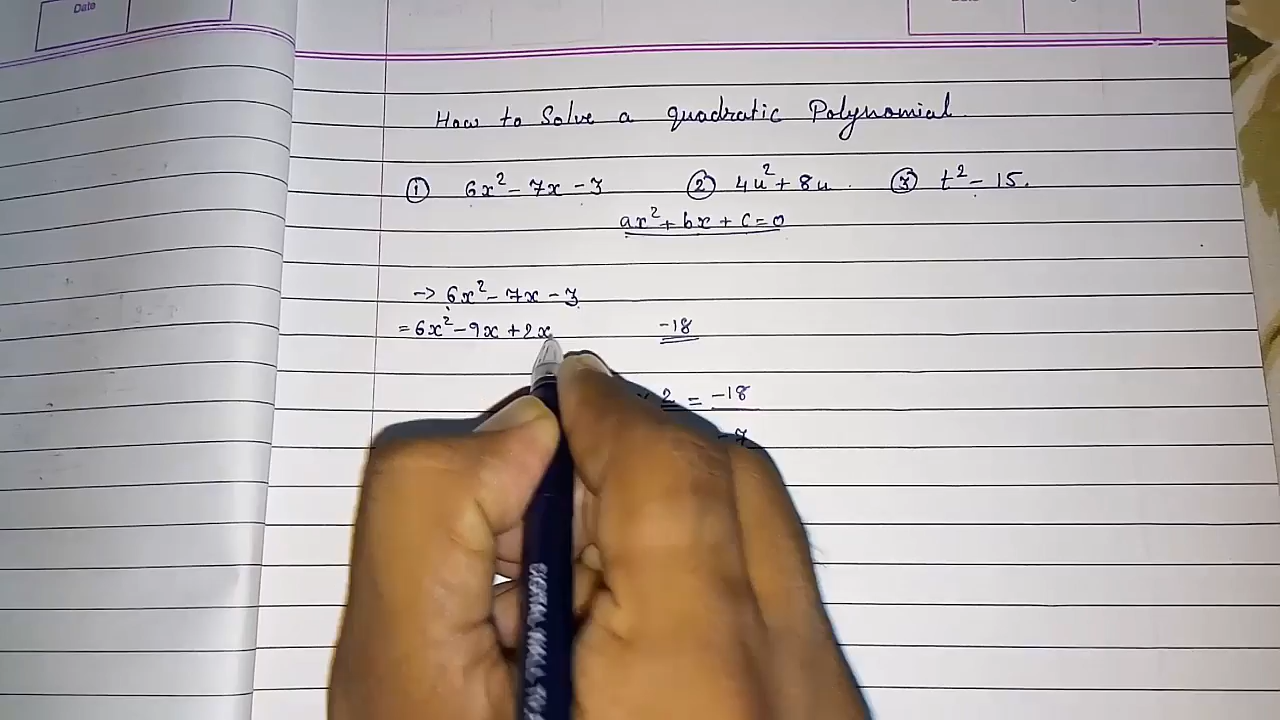 Date
How to Solve a quadratic Polynomial.
① 6x² - 7x - 3 ② 4u² + 8u . ③ t² - 15.
ax² + bx + c = 0
-> 6x² - 7x - 3
= 6x² - 9x + 2x -18
2 = -18
-7